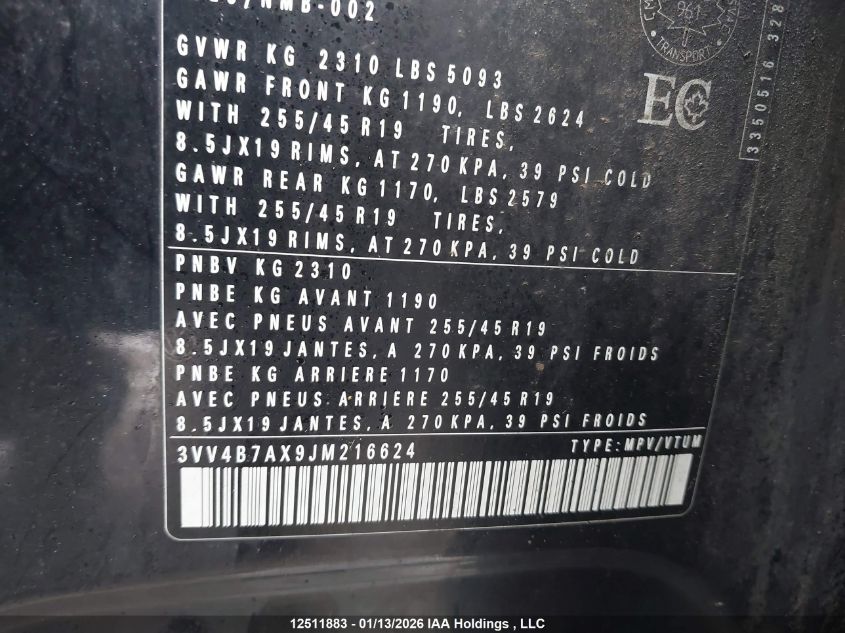 NMB-002
GVWR KG 2310 LBS 5093
GAWR FRONT KG 1190, LBS 2624
WITH 255/45 R19 TIRES,
8.5JX19 RIMS, AT 270 KPA, 39 PSI COLD
GAWR REAR KG 1170, LBS 2579
WITH 255/45 R19 TIRES,
8.5JX19 RIMS, AT 270 KPA, 39 PSI COLD
PNBV KG 2310
PNBE KG AVANT 1190
AVEC PNEUS AVANT 255/45 R19
8.5JX19 JANTES, A 270 KPA, 39 PSI FROIDS
PNBE KG ARRIERE 1170
AVEC PNEUS ARRIERE 255/45 R19
8.5JX19 JANTES, A 270 KPA, 39 PSI FROIDS
3VV4B7AX9JM216624 TYPE: MPV/VTUM
961
TRANSPORT
EC
3350516 328
12511883 - 01/13/2026 IAA Holdings , LLC